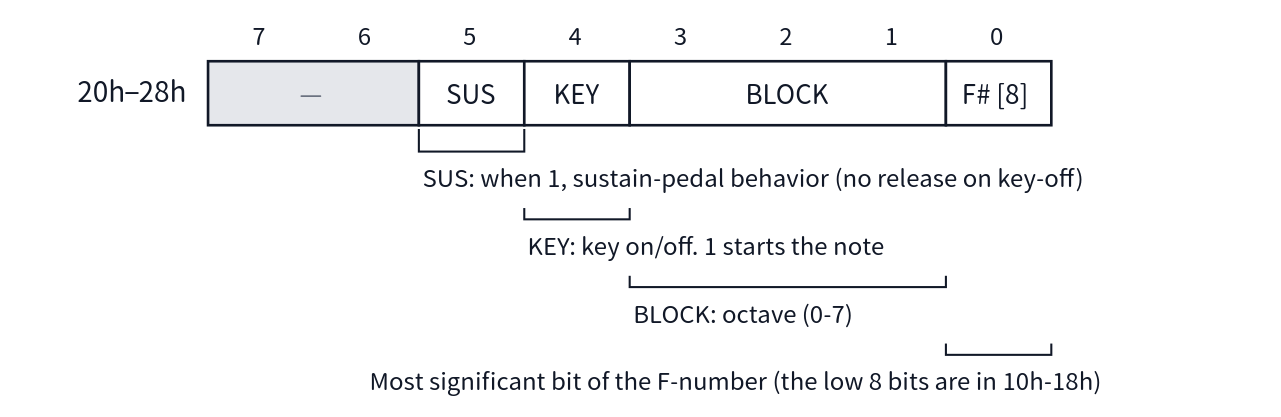 7 6 5 4 3 2 1 0
20h–28h — SUS KEY BLOCK F# [8]
SUS: when 1, sustain-pedal behavior (no release on key-off)
KEY: key on/off. 1 starts the note
BLOCK: octave (0-7)
Most significant bit of the F-number (the low 8 bits are in 10h-18h)